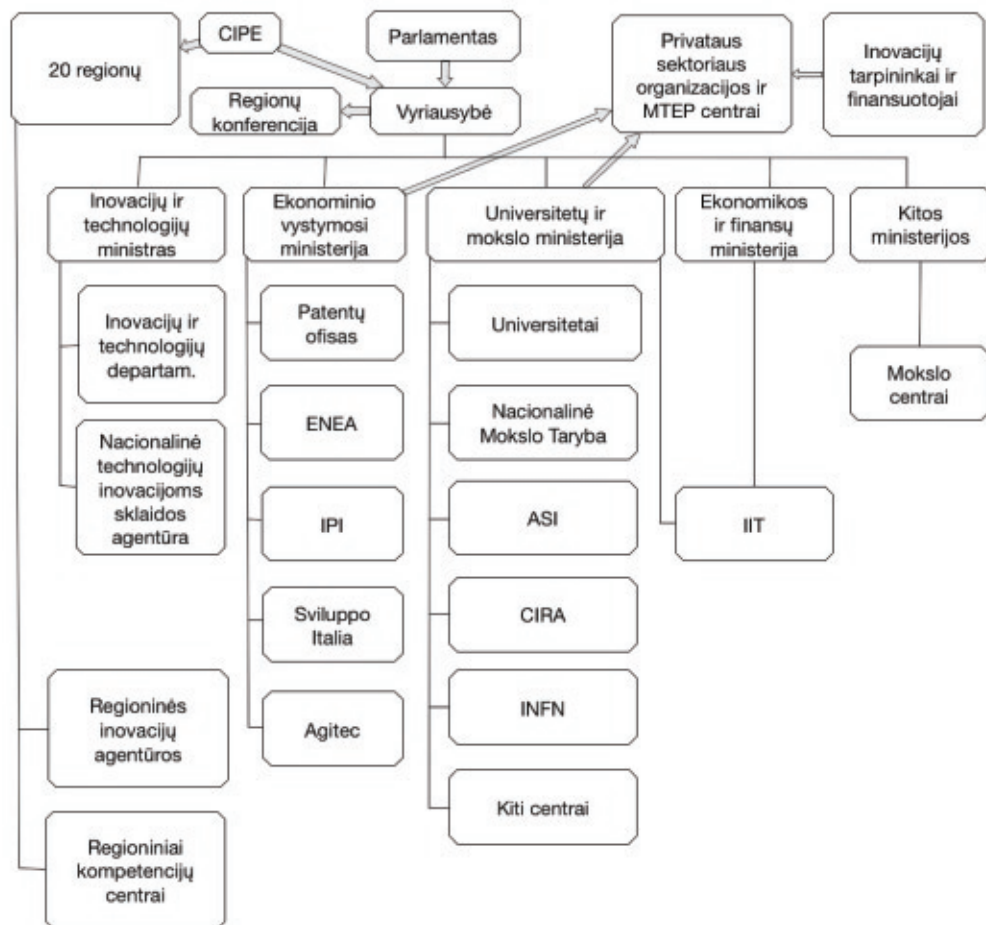 20 regionų
CIPE
Parlamentas
Privataus
sektoriaus
organizacijos ir
MTEP centrai
Inovacijų
tarpininkai ir
finansuotojai
Regionų
konferencija
Vyriausybė
Inovacijų ir
technologijų
ministras
Ekonominio
vystymosi
ministerija
Universitetų ir
mokslo ministerija
Ekonomikos
ir finansų
ministerija
Kitos
ministerijos
Inovacijų ir
technologijų
departam.
Nacionalinė
technologijų
inovacijoms
sklaidos
agentūra
Patentų
ofisas
ENEA
IPI
Sviluppo
Italia
Agitec
Universitetai
Nacionalinė
Mokslo Taryba
ASI
CIRA
INFN
Kiti centrai
IIT
Mokslo
centrai
Regioninės
inovacijų
agentūros
Regioniniai
kompetencijų
centrai